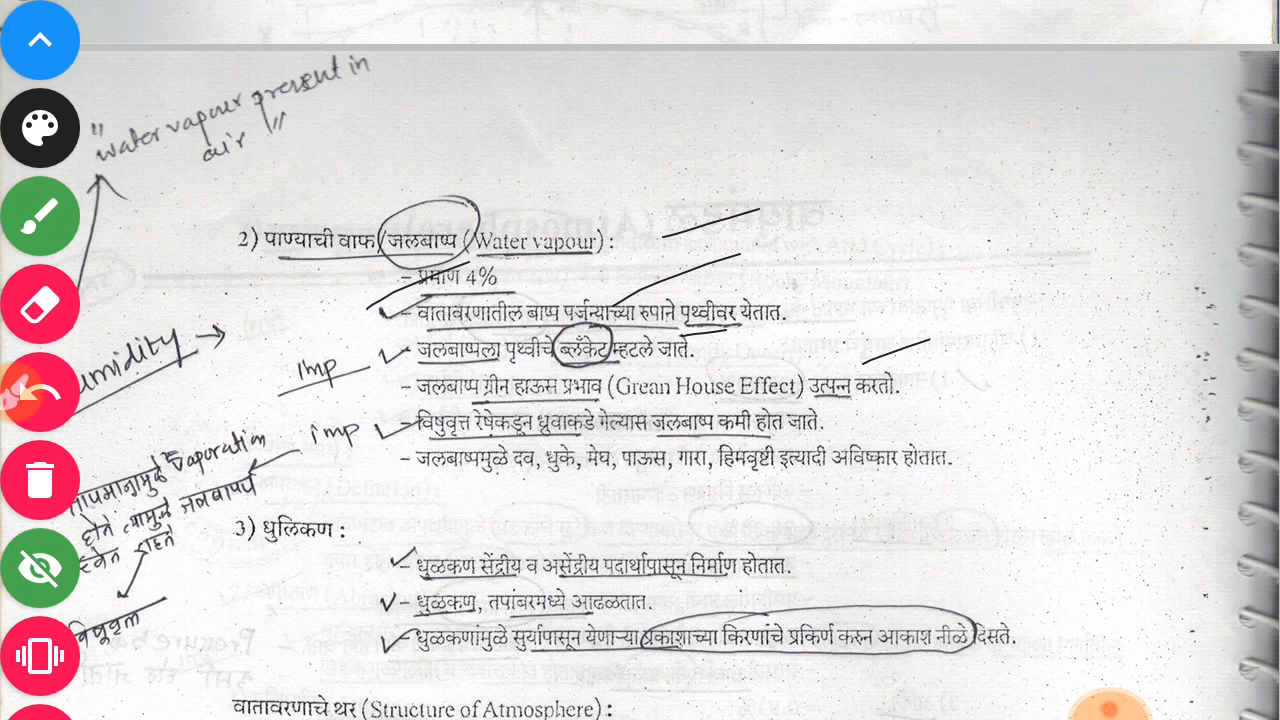 "water vapour present in
air"
2) पाण्याची वाफ (जलबाष्प (Water vapour) :
– प्रमाण 4%
– वातावरणातील बाष्प पर्जन्याच्या रुपाने पृथ्वीवर येतात.
umidity →
Imp
– जलबाष्पला पृथ्वीचे ब्लँकेट म्हटले जाते.
– जलबाष्प ग्रीन हाऊस प्रभाव (Grean House Effect) उत्पन्न करतो.
imp
– विषुवृत्त रेषेकडून ध्रुवाकडे गेल्यास जलबाष्प कमी होत जाते.
– जलबाष्पमुळे दव, धुके, मेघ, पाऊस, गारा, हिमवृष्टी इत्यादी अविष्कार होतात.
vaporation
होते त्यामुळे
3) धुलिकण :
– धुळकण सेंद्रीय व असेंद्रीय पदार्थापासून निर्माण होतात.
– धुळकण, तपांबरमध्ये आढळतात.
– धुळकणांमुळे सुर्यापासून येणाऱ्या प्रकाशाच्या किरणांचे प्रकिर्ण करुन आकाश नीळे दिसते.
वातावरणाचे थर (Structure of Atmosphere) :